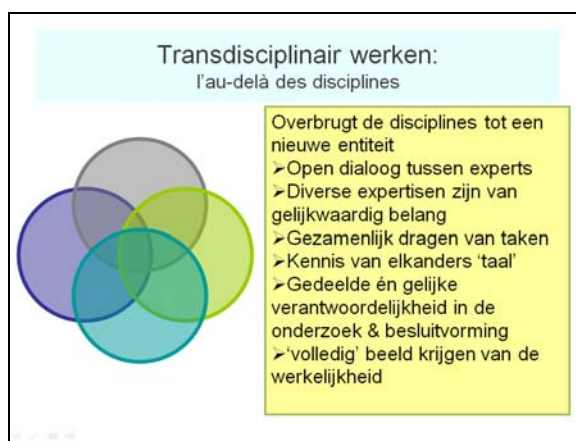 Transdisciplinair werken:
l'au-delà des disciplines
Overbrugt de disciplines tot een
nieuwe entiteit
➢Open dialoog tussen experts
➢Diverse expertisen zijn van
gelijkwaardig belang
➢Gezamenlijk dragen van taken
➢Kennis van elkanders 'taal'
➢Gedeelde én gelijke
verantwoordelijkheid in de
onderzoek & besluitvorming
➢'volledig' beeld krijgen van de
werkelijkheid